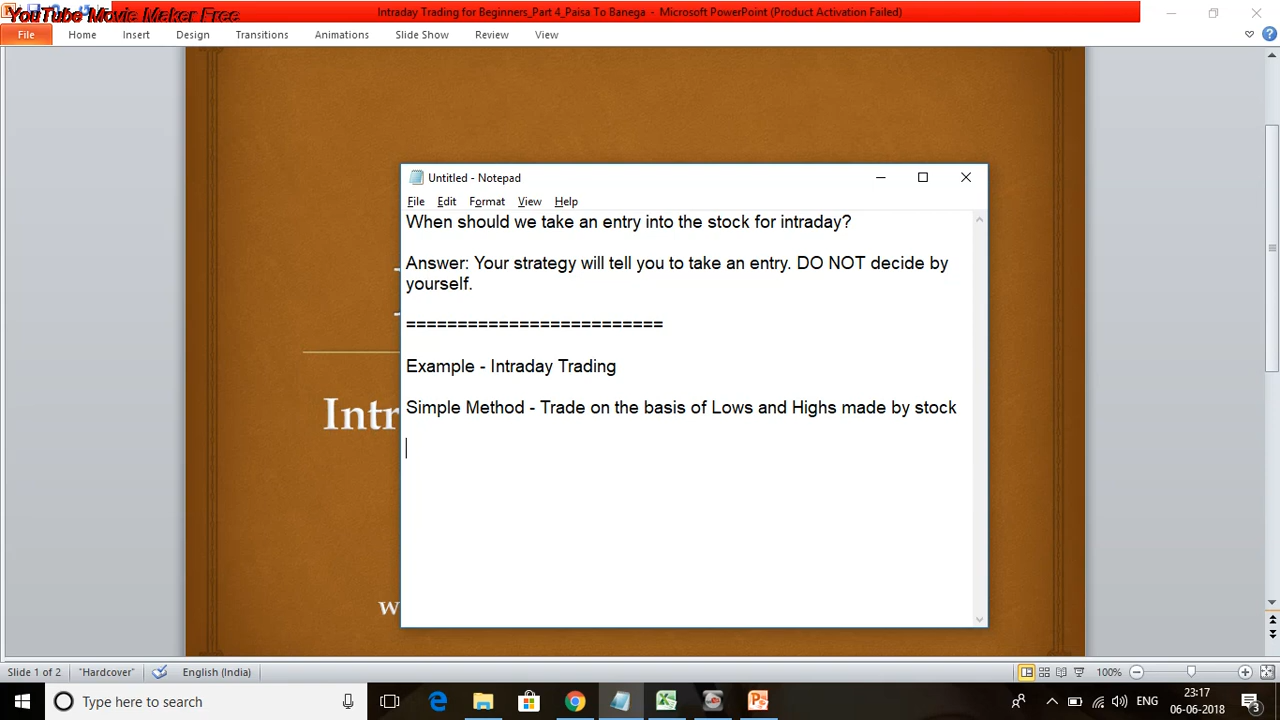 YouTube Movie Maker Free
Intraday Trading for Beginners_Part 4_Paisa To Banega - Microsoft PowerPoint (Product Activation Failed)
File Home Insert Design Transitions Animations Slide Show Review View
Untitled - Notepad
File Edit Format View Help
When should we take an entry into the stock for intraday?
Answer: Your strategy will tell you to take an entry. DO NOT decide by
yourself.
=========================
Example - Intraday Trading
Simple Method - Trade on the basis of Lows and Highs made by stock
Intr
w
Slide 1 of 2 "Hardcover" English (India) 100%
Type here to search
ENG
23:17
06-06-2018
3